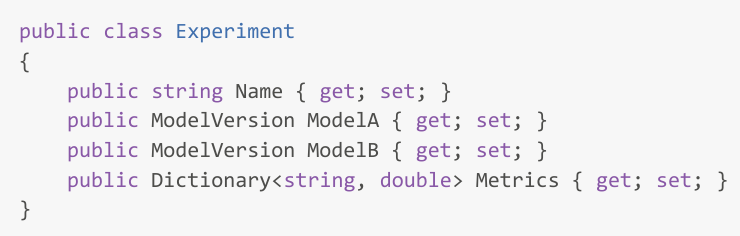 public class Experiment
{
    public string Name { get; set; }
    public ModelVersion ModelA { get; set; }
    public ModelVersion ModelB { get; set; }
    public Dictionary<string, double> Metrics { get; set; }
}